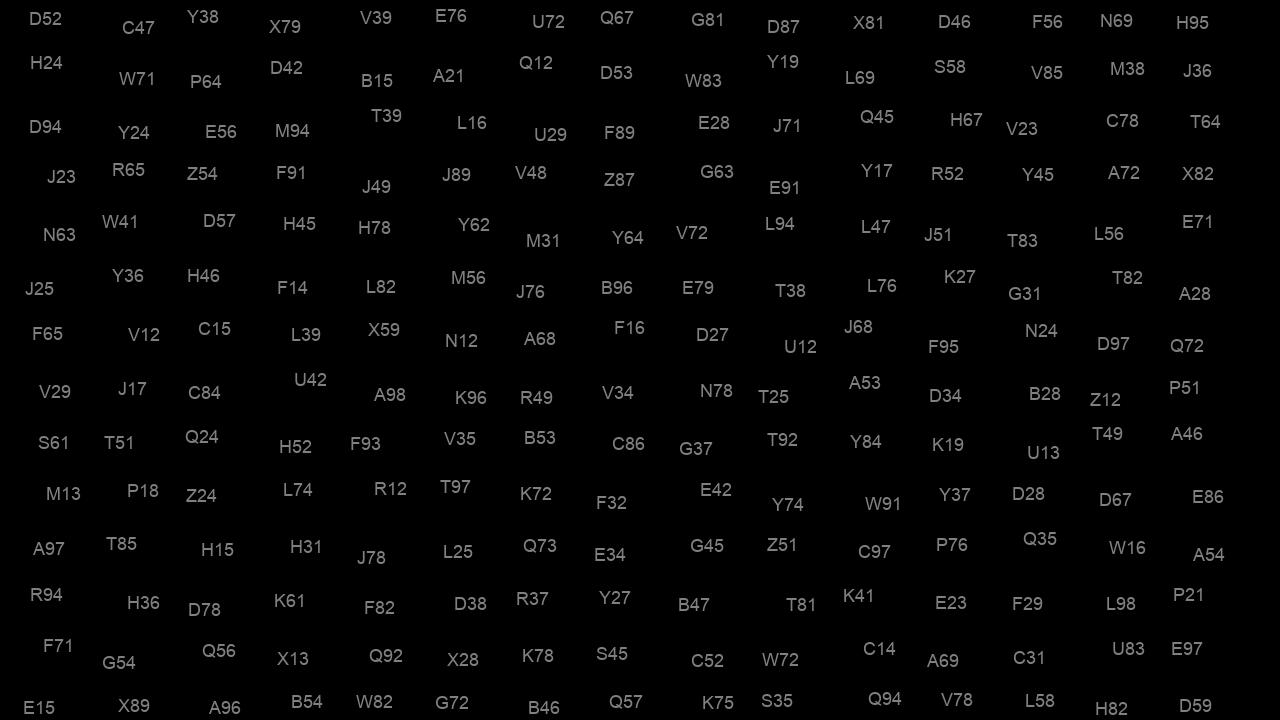 D52 C47 Y38 X79 V39 E76 U72 Q67 G81 D87 X81 D46 F56 N69 H95
H24 W71 P64 D42 B15 A21 Q12 D53 W83 Y19 L69 S58 V85 M38 J36
D94 Y24 E56 M94 T39 L16 U29 F89 E28 J71 Q45 H67 V23 C78 T64
J23 R65 Z54 F91 J49 J89 V48 Z87 G63 E91 Y17 R52 Y45 A72 X82
N63 W41 D57 H45 H78 Y62 M31 Y64 V72 L94 L47 J51 T83 L56 E71
J25 Y36 H46 F14 L82 M56 J76 B96 E79 T38 L76 K27 G31 T82 A28
F65 V12 C15 L39 X59 N12 A68 F16 D27 U12 J68 F95 N24 D97 Q72
V29 J17 C84 U42 A98 K96 R49 V34 N78 T25 A53 D34 B28 Z12 P51
S61 T51 Q24 H52 F93 V35 B53 C86 G37 T92 Y84 K19 U13 T49 A46
M13 P18 Z24 L74 R12 T97 K72 F32 E42 Y74 W91 Y37 D28 D67 E86
A97 T85 H15 H31 J78 L25 Q73 E34 G45 Z51 C97 P76 Q35 W16 A54
R94 H36 D78 K61 F82 D38 R37 Y27 B47 T81 K41 E23 F29 L98 P21
F71 G54 Q56 X13 Q92 X28 K78 S45 C52 W72 C14 A69 C31 U83 E97
E15 X89 A96 B54 W82 G72 B46 Q57 K75 S35 Q94 V78 L58 H82 D59